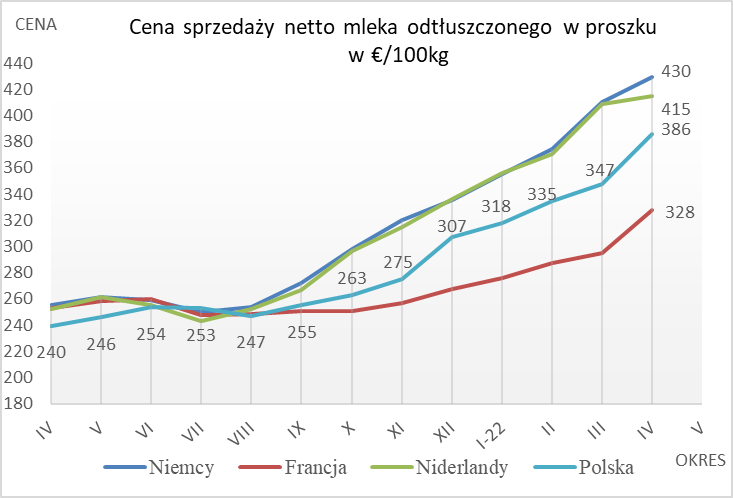 CENA
Cena sprzedaży netto mleka odtłuszczonego w proszku
w €/100kg
440
420
400
380
360
340
320
300
280
260
240
220
200
180
430
415
386
328
240
246
254
253
247
255
263
275
307
318
335
347
IV
V
VI
VII
VIII
IX
X
XI
XII
I-22
II
III
IV
V
OKRES
Niemcy Francja Niderlandy Polska